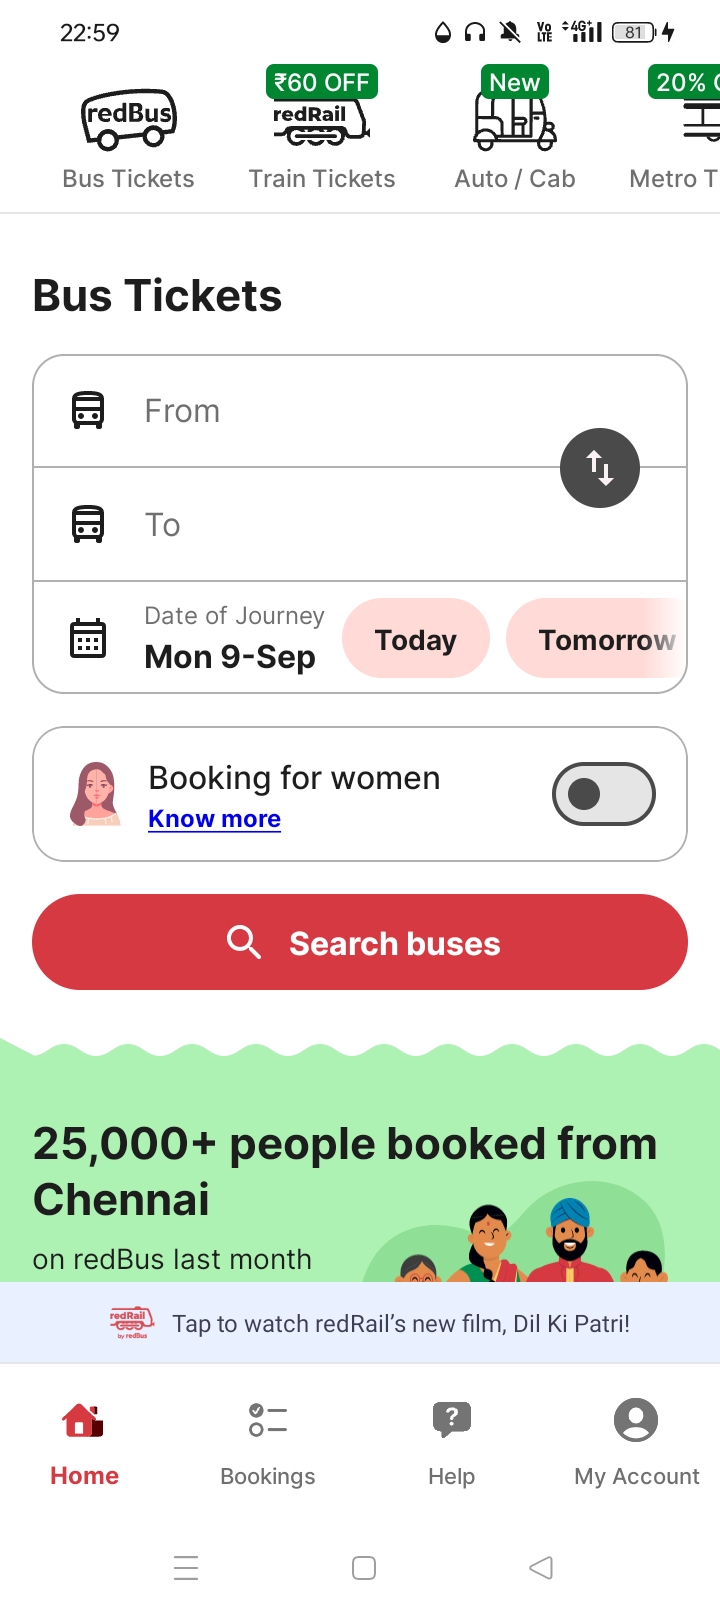 22:59
Vo LTE
4G+
81
₹60 OFF
New
20% O
redBus
redRail
Bus Tickets
Train Tickets
Auto / Cab
Metro T
Bus Tickets
From
To
Date of Journey
Mon 9-Sep
Today
Tomorrow
Booking for women
Know more
Search buses
25,000+ people booked from
Chennai
on redBus last month
redRail
by redBus
Tap to watch redRail’s new film, Dil Ki Patri!
?
Home
Bookings
Help
My Account